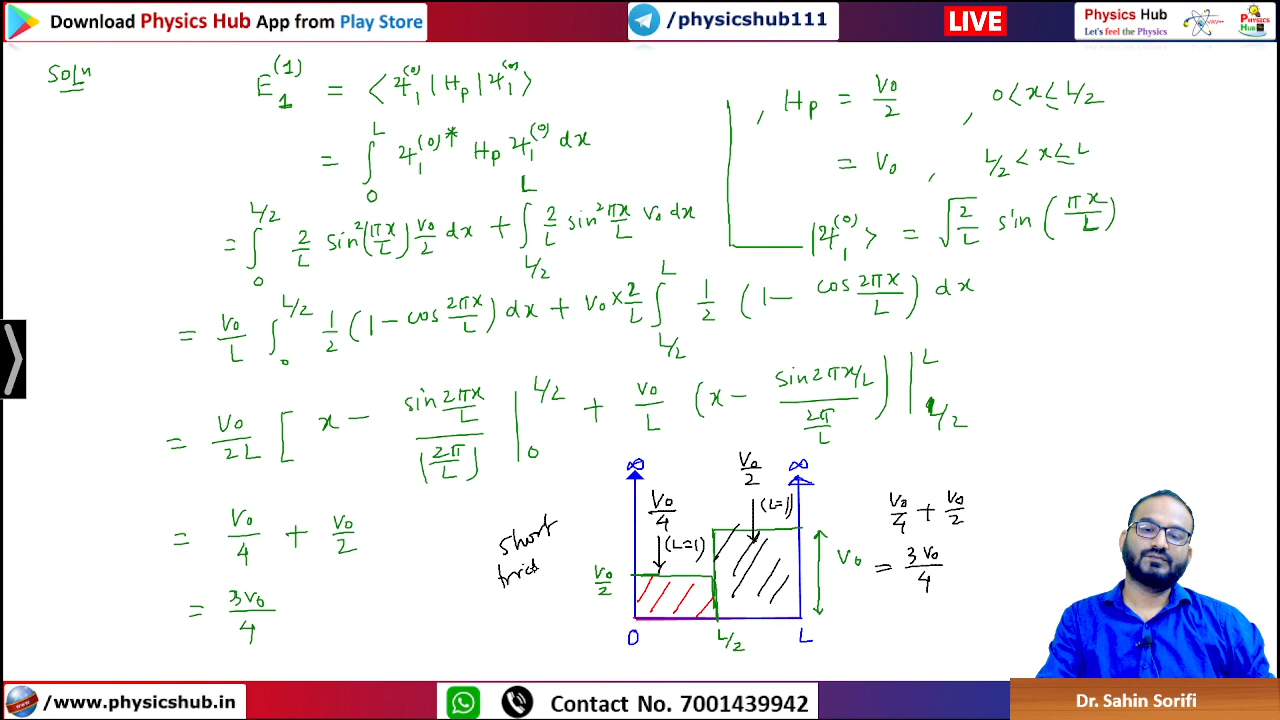 Download Physics Hub App from Play Store
/physicshub111
LIVE
Physics Hub
Let's feel the Physics
PHYSICS HUB
Soln
E₁⁽¹⁾ = ⟨Ψ₁⁽⁰⁾|Hp|Ψ₁⁽⁰⁾⟩
= ∫₀ᴸ Ψ₁⁽⁰⁾* Hp Ψ₁⁽⁰⁾ dx
, Hp = V₀/2 , 0 < x ≤ L/2
= V₀ , L/2 < x ≤ L
|Ψ₁⁽⁰⁾⟩ = √(2/L) sin (πx/L)
= ∫₀^(L/2) 2/L sin²(πx/L) V₀/2 dx + ∫_(L/2)^L 2/L sin² πx/L V₀ dx
= V₀/L ∫₀^(L/2) 1/2 (1 - cos 2πx/L) dx + V₀ × 2/L ∫_(L/2)^L 1/2 (1 - cos 2πx/L) dx
= V₀/2L [ x - sin 2πx/L / (2π/L) |₀^(L/2) + V₀/L (x - sin 2πx/L / 2π/L) |_(L/2)^L
= V₀/4 + V₀/2
= 3V₀/4
short
trick
∞
V₀/4
(L=1)
V₀/2
(L=1)
∞
V₀/2
V₀
0
L/2
L
V₀/4 + V₀/2
= 3V₀/4
/www.physicshub.in
Contact No. 7001439942
Dr. Sahin Sorifi